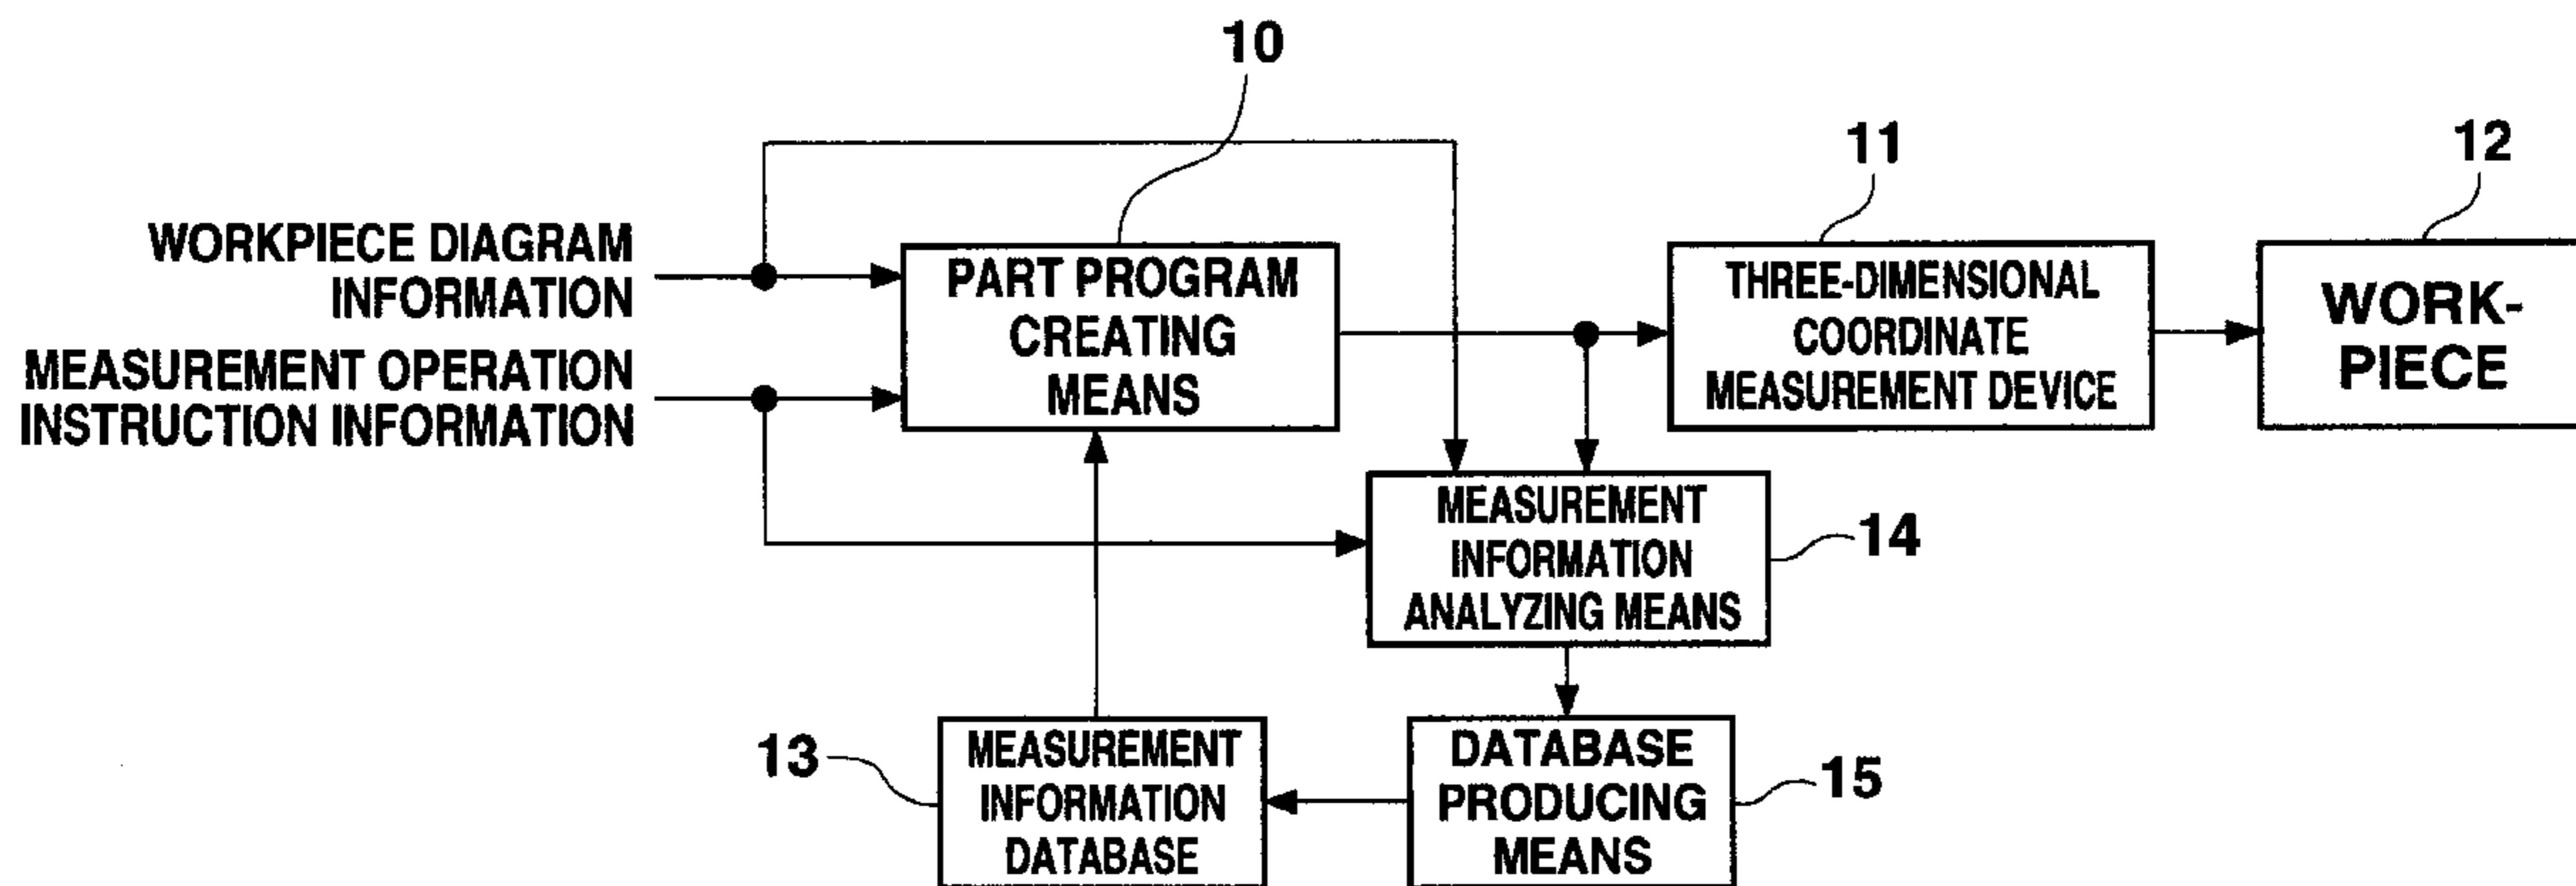 10
11
12
WORKPIECE DIAGRAM
INFORMATION
MEASUREMENT OPERATION
INSTRUCTION INFORMATION
PART PROGRAM
CREATING
MEANS
THREE-DIMENSIONAL
COORDINATE
MEASUREMENT DEVICE
WORK-
PIECE
MEASUREMENT
INFORMATION
ANALYZING MEANS
14
13
MEASUREMENT
INFORMATION
DATABASE
DATABASE
PRODUCING
MEANS
15